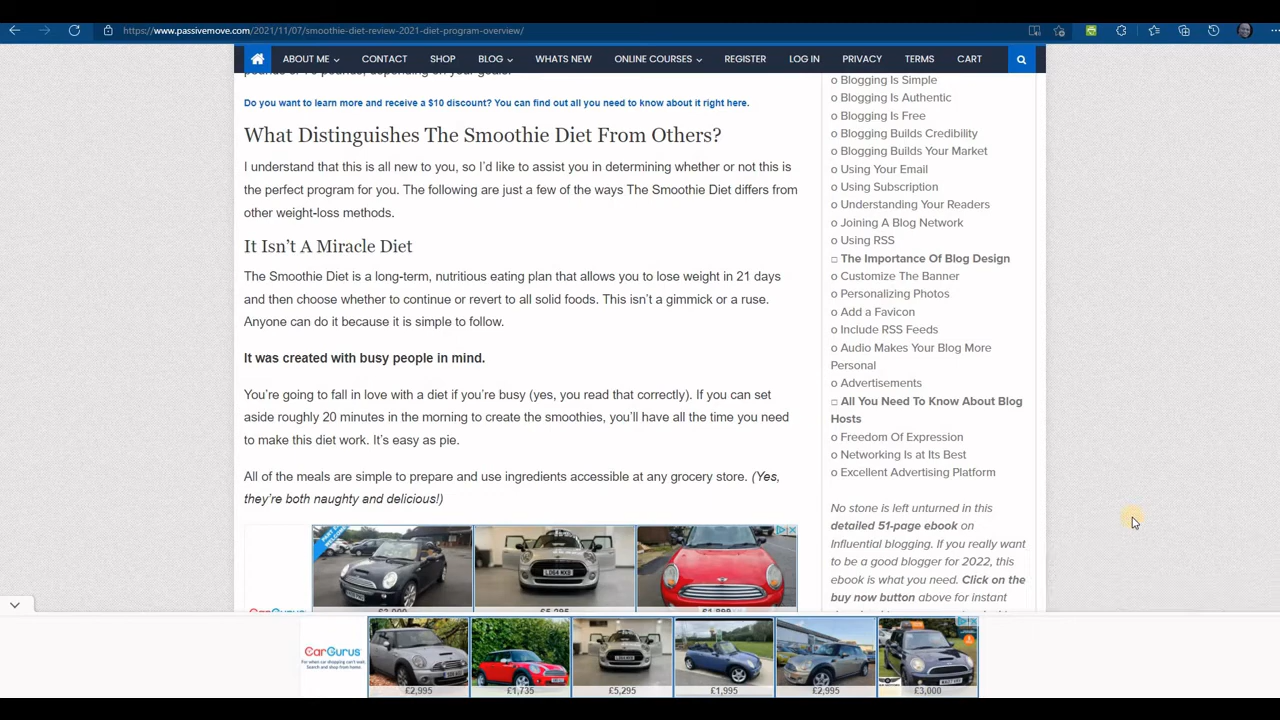 https://www.passivemove.com/2021/11/07/smoothie-diet-review-2021-diet-program-overview/
ABOUT ME
CONTACT
SHOP
BLOG
WHATS NEW
ONLINE COURSES
REGISTER
LOG IN
PRIVACY
TERMS
CART
Do you want to learn more and receive a $10 discount? You can find out all you need to know about it right here.
What Distinguishes The Smoothie Diet From Others?
I understand that this is all new to you, so I'd like to assist you in determining whether or not this is
the perfect program for you. The following are just a few of the ways The Smoothie Diet differs from
other weight-loss methods.
It Isn't A Miracle Diet
The Smoothie Diet is a long-term, nutritious eating plan that allows you to lose weight in 21 days
and then choose whether to continue or revert to all solid foods. This isn't a gimmick or a ruse.
Anyone can do it because it is simple to follow.
It was created with busy people in mind.
You're going to fall in love with a diet if you're busy (yes, you read that correctly). If you can set
aside roughly 20 minutes in the morning to create the smoothies, you'll have all the time you need
to make this diet work. It's easy as pie.
All of the meals are simple to prepare and use ingredients accessible at any grocery store. (Yes,
they're both naughty and delicious!)
o Blogging Is Simple
o Blogging Is Authentic
o Blogging Is Free
o Blogging Builds Credibility
o Blogging Builds Your Market
o Using Your Email
o Using Subscription
o Understanding Your Readers
o Joining A Blog Network
o Using RSS
□ The Importance Of Blog Design
o Customize The Banner
o Personalizing Photos
o Add a Favicon
o Include RSS Feeds
o Audio Makes Your Blog More
Personal
o Advertisements
□ All You Need To Know About Blog
Hosts
o Freedom Of Expression
o Networking Is at Its Best
o Excellent Advertising Platform
No stone is left unturned in this
detailed 51-page ebook on
Influential blogging. If you really want
to be a good blogger for 2022, this
ebook is what you need. Click on the
buy now button above for instant
CarGurus
For when car shopping can't wait.
Search and shop from home.
£2,995
£1,735
£5,295
£1,995
£2,995
£3,000